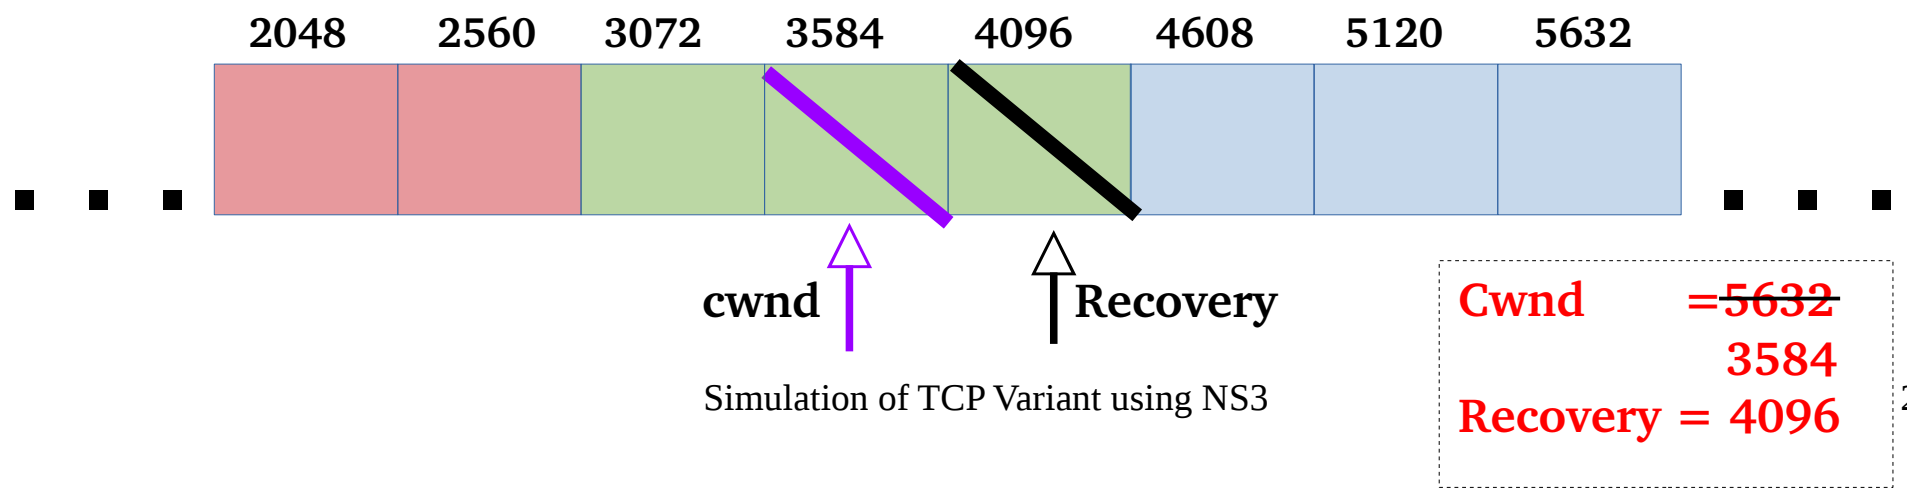 2048 2560 3072 3584 4096 4608 5120 5632
cwnd Recovery
Cwnd =5632
3584
Simulation of TCP Variant using NS3
Recovery = 4096